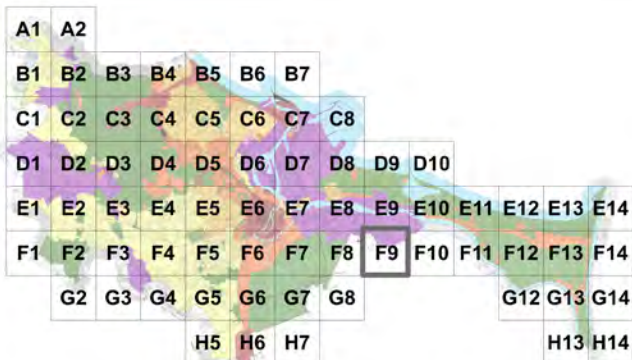 A1 A2
B1 B2 B3 B4 B5 B6 B7
C1 C2 C3 C4 C5 C6 C7 C8
D1 D2 D3 D4 D5 D6 D7 D8 D9 D10
E1 E2 E3 E4 E5 E6 E7 E8 E9 E10 E11 E12 E13 E14
F1 F2 F3 F4 F5 F6 F7 F8 F9 F10 F11 F12 F13 F14
G2 G3 G4 G5 G6 G7 G8 G12 G13 G14
H5 H6 H7 H13 H14